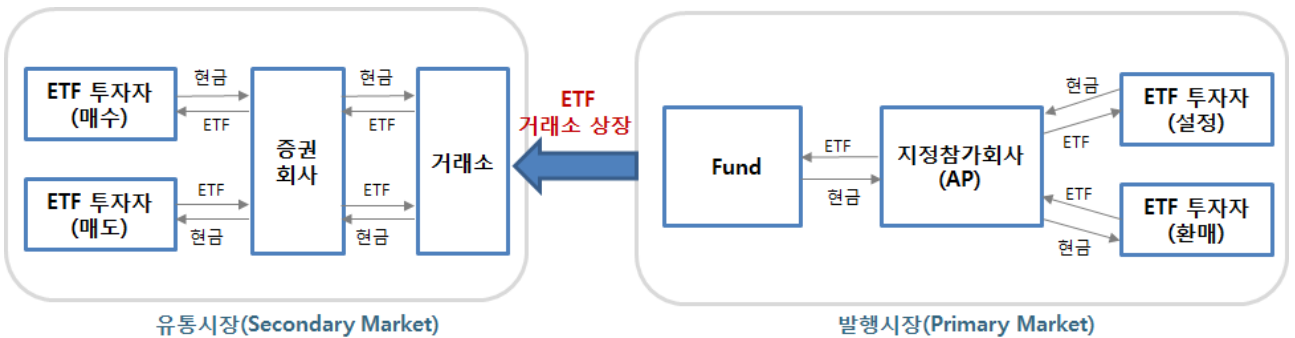 ETF 투자자
(매수)
현금
ETF
ETF 투자자
(매도)
ETF
현금
증권
회사
현금
ETF
ETF
현금
거래소
유통시장(Secondary Market)
ETF
거래소 상장
Fund
ETF
현금
지정참가회사
(AP)
현금
ETF
ETF 투자자
(설정)
ETF
현금
ETF 투자자
(환매)
발행시장(Primary Market)